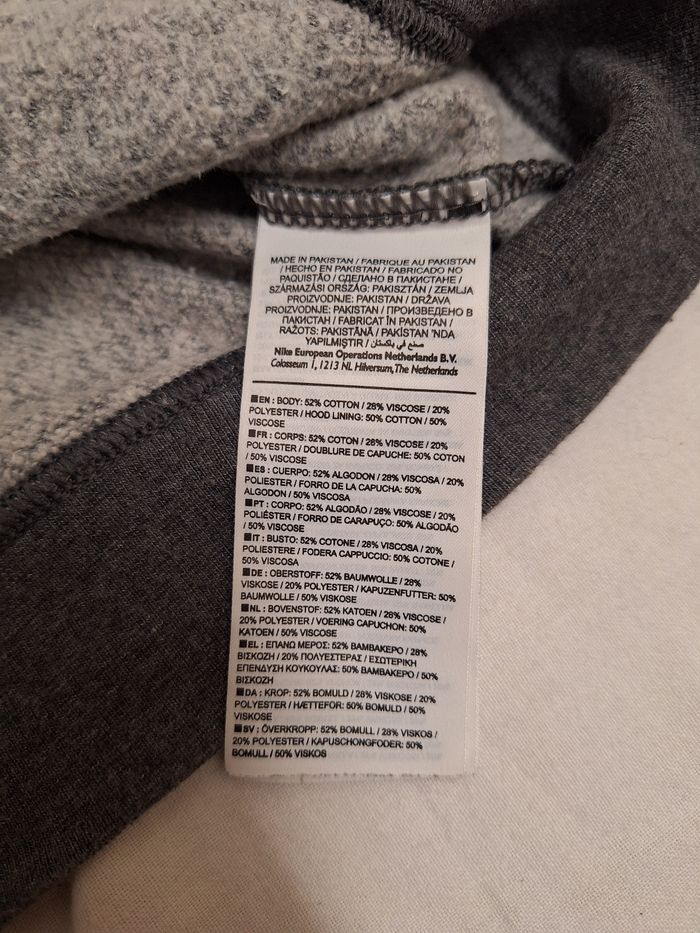 MADE IN PAKISTAN / FABRIQUE AU PAKISTAN
/ HECHO EN PAKISTAN / FABRICADO NO
PAQUISTÃO / СДЕЛАНО В ПАКИСТАНЕ /
SZÁRMAZÁSI ORSZÁG: PAKISZTÁN / ZEMLJA
PROIZVODNJE: PAKISTAN / DRŽAVA
PROIZVODNJE: PAKISTAN / ПРОИЗВЕДЕНО В
ПАКИСТАН / FABRICAT ÎN PAKISTAN /
RAŽOTS: PAKISTĀNĀ / PAKİSTAN 'NDA
YAPILMIŞTIR / صنع في باكستان
Nike European Operations Netherlands B.V.
Colosseum 1, 1213 NL Hilversum, The Netherlands
EN : BODY: 52% COTTON / 28% VISCOSE / 20%
POLYESTER / HOOD LINING: 50% COTTON / 50%
VISCOSE
FR : CORPS: 52% COTON / 28% VISCOSE / 20%
POLYESTER / DOUBLURE DE CAPUCHE: 50% COTON
/ 50% VISCOSE
ES : CUERPO: 52% ALGODON / 28% VISCOSA / 20%
POLIESTER / FORRO DE LA CAPUCHA: 50%
ALGODON / 50% VISCOSA
PT : CORPO: 52% ALGODÃO / 28% VISCOSE / 20%
POLIÉSTER / FORRO DE CARAPUÇO: 50% ALGODÃO
/ 50% VISCOSE
IT : BUSTO: 52% COTONE / 28% VISCOSA / 20%
POLIESTERE / FODERA CAPPUCCIO: 50% COTONE /
50% VISCOSA
DE : OBERSTOFF: 52% BAUMWOLLE / 28%
VISKOSE / 20% POLYESTER / KAPUZENFUTTER: 50%
BAUMWOLLE / 50% VISKOSE
NL : BOVENSTOF: 52% KATOEN / 28% VISCOSE /
20% POLYESTER / VOERING CAPUCHON: 50%
KATOEN / 50% VISCOSE
EL : ΕΠΑΝΩ ΜΕΡΟΣ: 52% ΒΑΜΒΑΚΕΡΟ / 28%
ΒΙΣΚΟΖΗ / 20% ΠΟΛΥΕΣΤΕΡΑΣ / ΕΣΩΤΕΡΙΚΗ
ΕΠΕΝΔΥΣΗ ΚΟΥΚΟΥΛΑΣ: 50% ΒΑΜΒΑΚΕΡΟ / 50%
ΒΙΣΚΟΖΗ
DA : KROP: 52% BOMULD / 28% VISKOSE / 20%
POLYESTER / HÆTTEFOR: 50% BOMULD / 50%
VISKOSE
SV : ÖVERKROPP: 52% BOMULL / 28% VISKOS /
20% POLYESTER / KAPUSCHONGFODER: 50%
BOMULL / 50% VISKOS